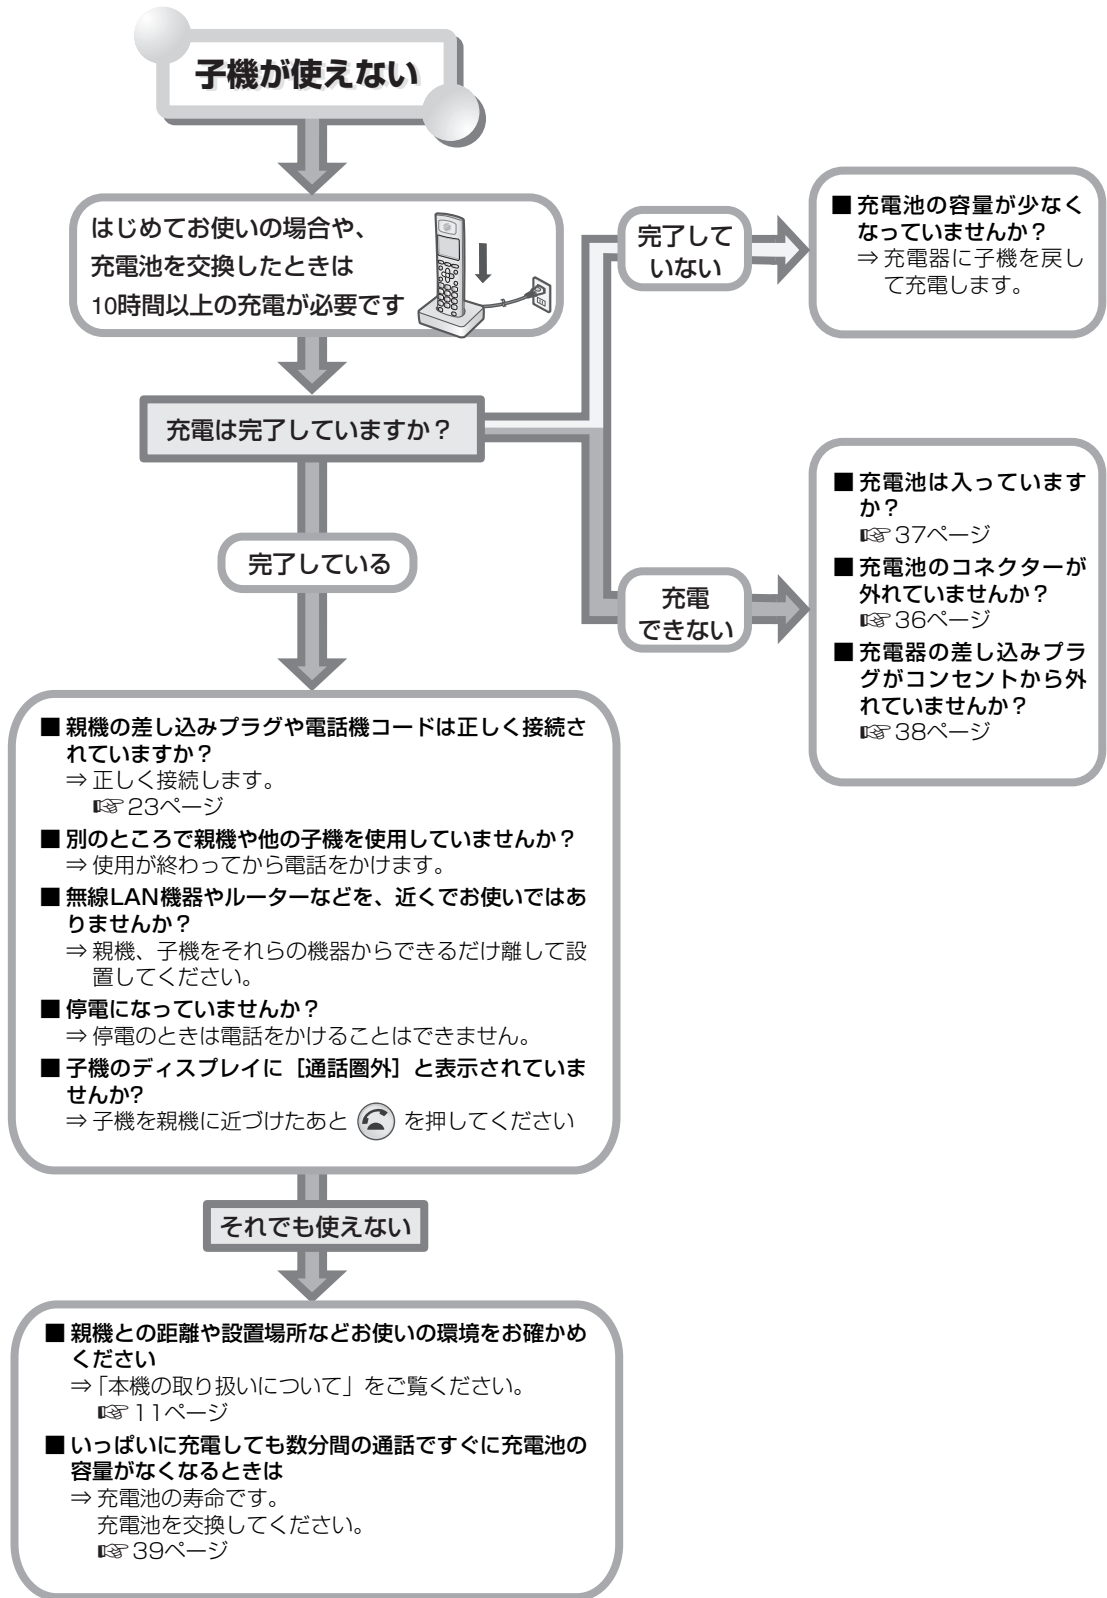 子機が使えない
はじめてお使いの場合や、
充電池を交換したときは
10時間以上の充電が必要です
充電は完了していますか？
完了して
いない
■ 充電池の容量が少なく
なっていませんか？
⇒ 充電器に子機を戻し
て充電します。
充電
できない
■ 充電池は入っています
か？
☞ 37ページ
■ 充電池のコネクターが
外れていませんか？
☞ 36ページ
■ 充電器の差し込みプラ
グがコンセントから外
れていませんか？
☞ 38ページ
完了している
■ 親機の差し込みプラグや電話機コードは正しく接続さ
れていますか？
⇒ 正しく接続します。
☞ 23ページ
■ 別のところで親機や他の子機を使用していませんか？
⇒ 使用が終わってから電話をかけます。
■ 無線LAN機器やルーターなどを、近くでお使いではあ
りませんか？
⇒ 親機、子機をそれらの機器からできるだけ離して設
置してください。
■ 停電になっていませんか？
⇒ 停電のときは電話をかけることはできません。
■ 子機のディスプレイに［通話圏外］と表示されていま
せんか?
⇒ 子機を親機に近づけたあと を押してください
それでも使えない
■ 親機との距離や設置場所などお使いの環境をお確かめ
ください
⇒「本機の取り扱いについて」をご覧ください。
☞ 11ページ
■ いっぱいに充電しても数分間の通話ですぐに充電池の
容量がなくなるときは
⇒ 充電池の寿命です。
充電池を交換してください。
☞ 39ページ